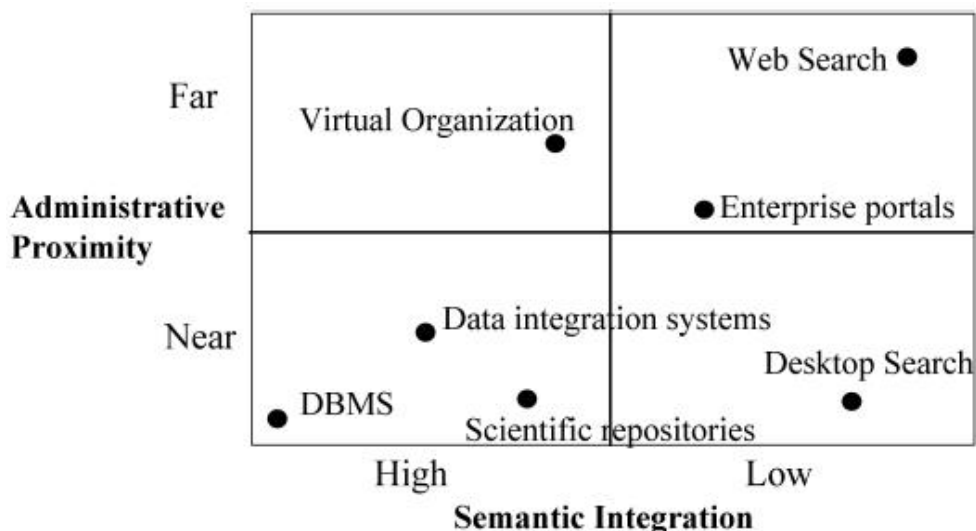 Web Search
Far
Virtual Organization
Administrative
Proximity
Enterprise portals
Near
Data integration systems
Desktop Search
DBMS
Scientific repositories
High
Low
Semantic Integration